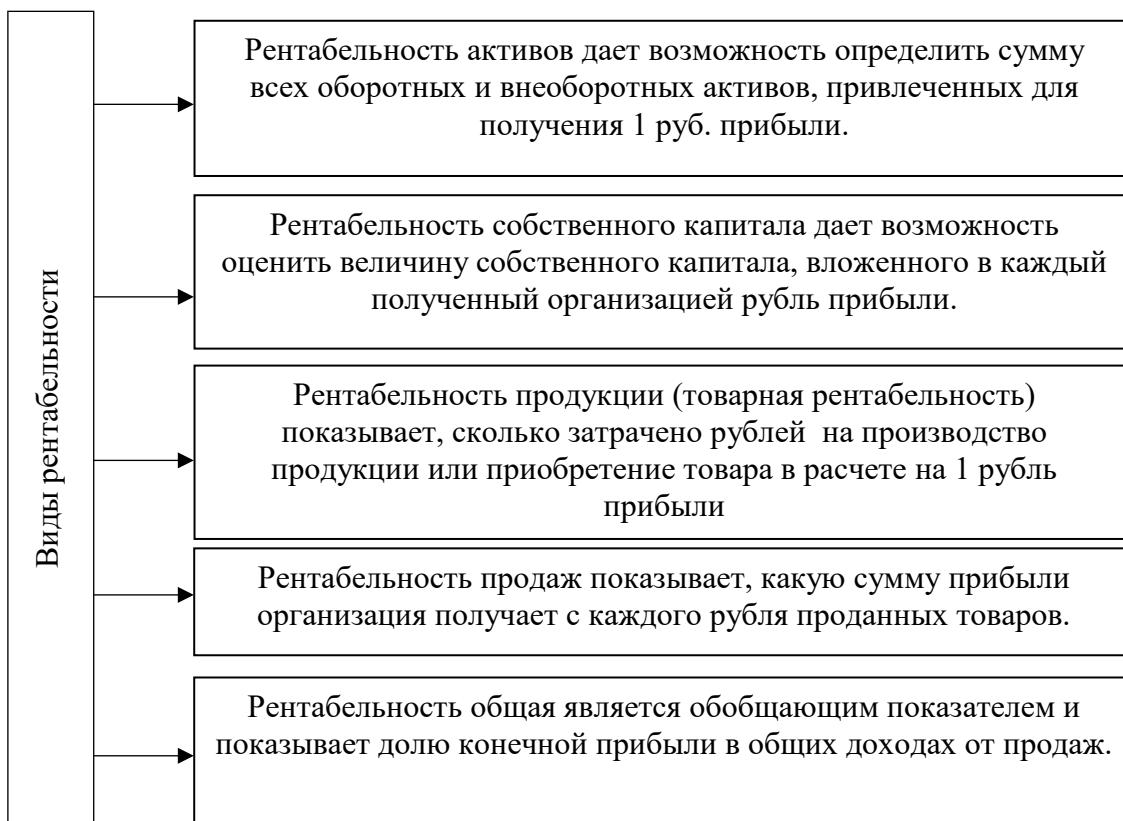 Виды рентабельности
Рентабельность активов дает возможность определить сумму
всех оборотных и внеоборотных активов, привлеченных для
получения 1 руб. прибыли.
Рентабельность собственного капитала дает возможность
оценить величину собственного капитала, вложенного в каждый
полученный организацией рубль прибыли.
Рентабельность продукции (товарная рентабельность)
показывает, сколько затрачено рублей  на производство
продукции или приобретение товара в расчете на 1 рубль
прибыли
Рентабельность продаж показывает, какую сумму прибыли
организация получает с каждого рубля проданных товаров.
Рентабельность общая является обобщающим показателем и
показывает долю конечной прибыли в общих доходах от продаж.